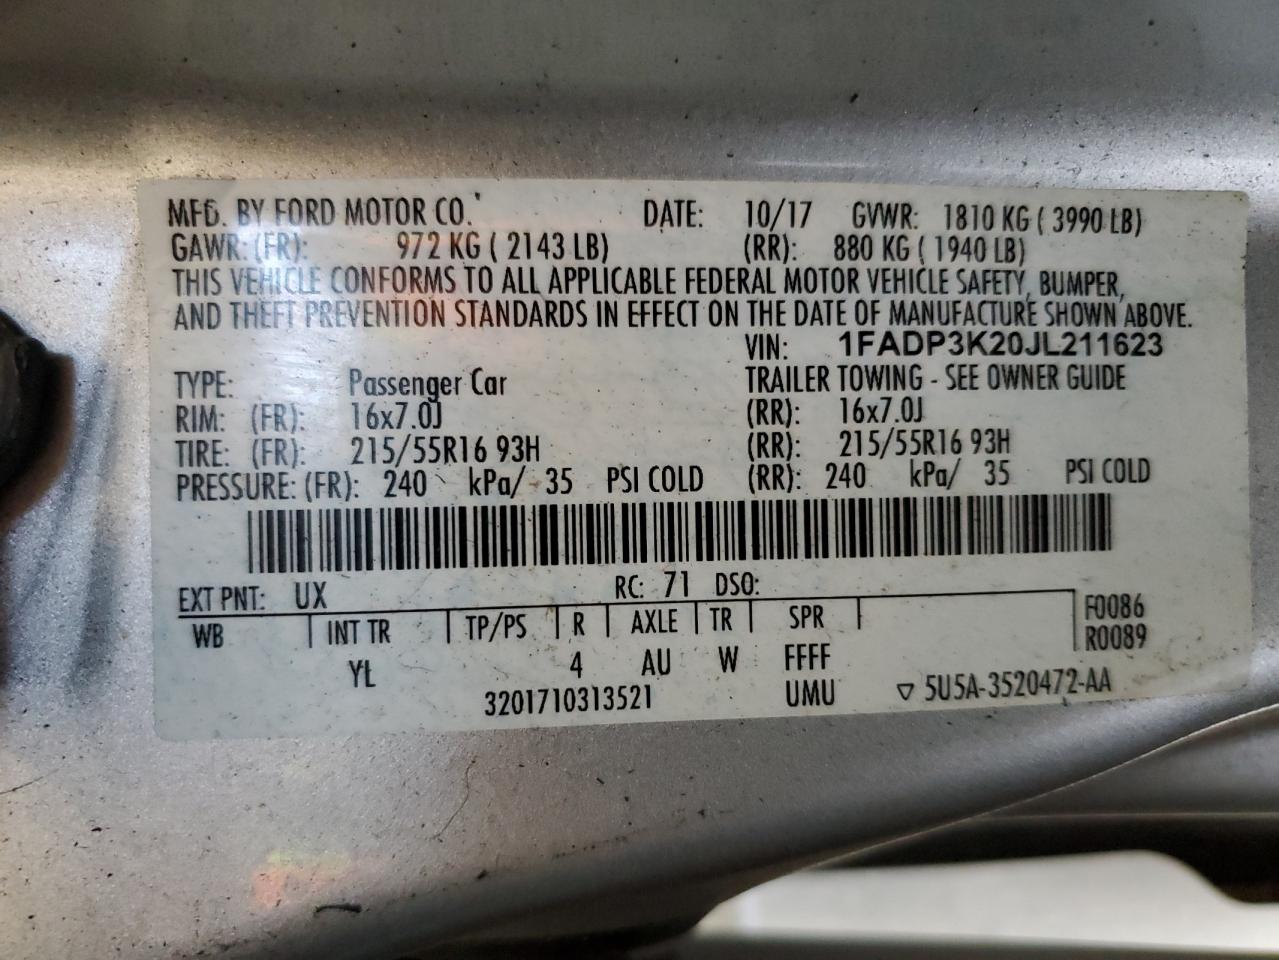 MFD. BY FORD MOTOR CO. DATE: 10/17 GVWR: 1810 KG ( 3990 LB)
GAWR: (FR): 972 KG ( 2143 LB) (RR): 880 KG ( 1940 LB)
THIS VEHICLE CONFORMS TO ALL APPLICABLE FEDERAL MOTOR VEHICLE SAFETY, BUMPER,
AND THEFT PREVENTION STANDARDS IN EFFECT ON THE DATE OF MANUFACTURE SHOWN ABOVE.
VIN: 1FADP3K20JL211623
TYPE: Passenger Car TRAILER TOWING - SEE OWNER GUIDE
RIM: (FR): 16x7.0J (RR): 16x7.0J
TIRE: (FR): 215/55R16 93H (RR): 215/55R16 93H
PRESSURE: (FR): 240 kPa/ 35 PSI COLD (RR): 240 kPa/ 35 PSI COLD
EXT PNT: UX RC: 71 DSO:
WB INT TR TP/PS R AXLE TR SPR F0086
R0089
YL 4 AU W FFFF
3201710313521 UMU ▽ 5U5A-3520472-AA